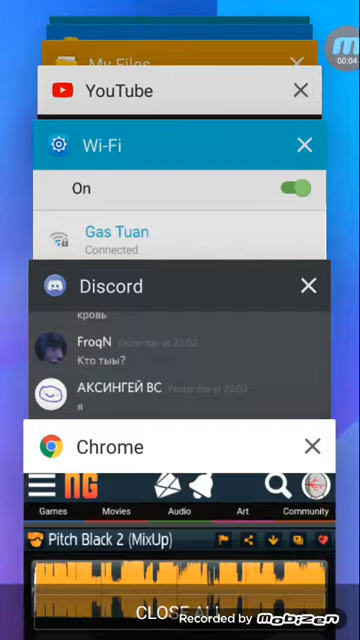 My Files
00:04
YouTube
Wi-Fi
On
Gas Tuan
Connected
Discord
кровь
FroqN Yesterday at 23:02
Кто тыы?
АКСИНГЕЙ ВС Yesterday at 23:02
я
Chrome
NG
Games Movies Audio Art Community
Pitch Black 2 (MixUp)
CLOSE ALL
Recorded by mobizen